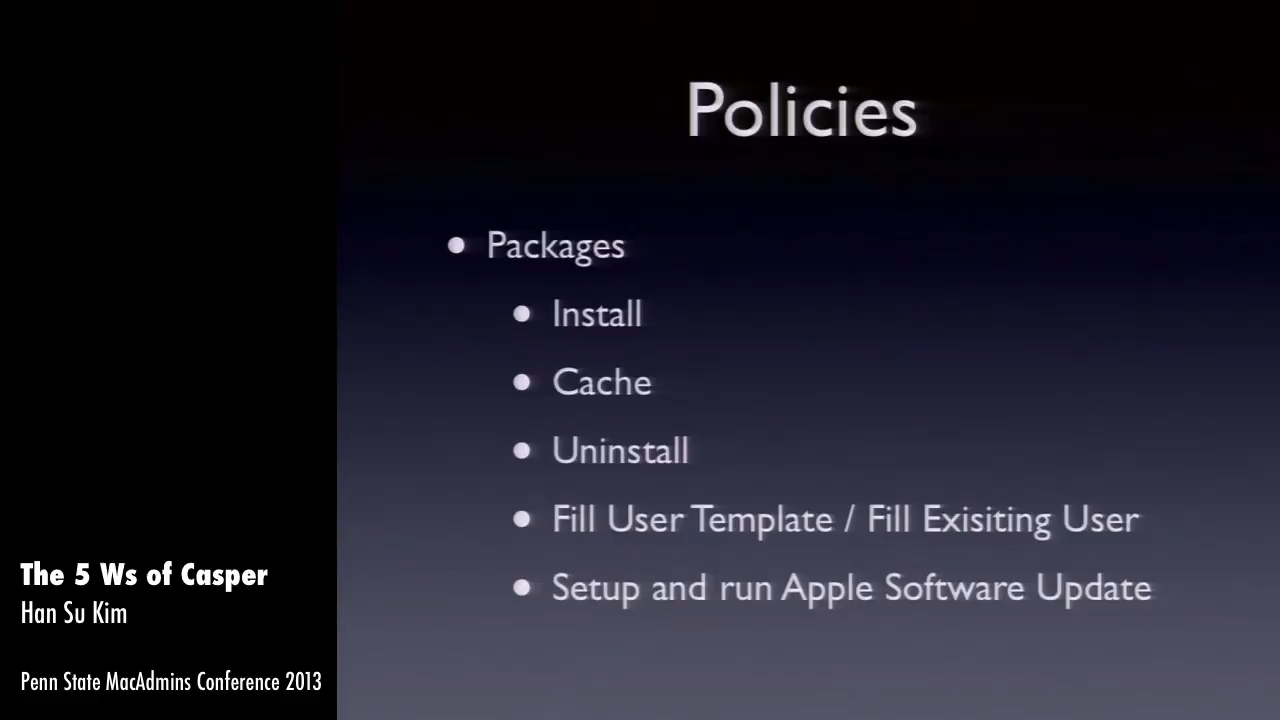 Policies
• Packages
• Install
• Cache
• Uninstall
• Fill User Template / Fill Exisiting User
• Setup and run Apple Software Update
The 5 Ws of Casper
Han Su Kim
Penn State MacAdmins Conference 2013